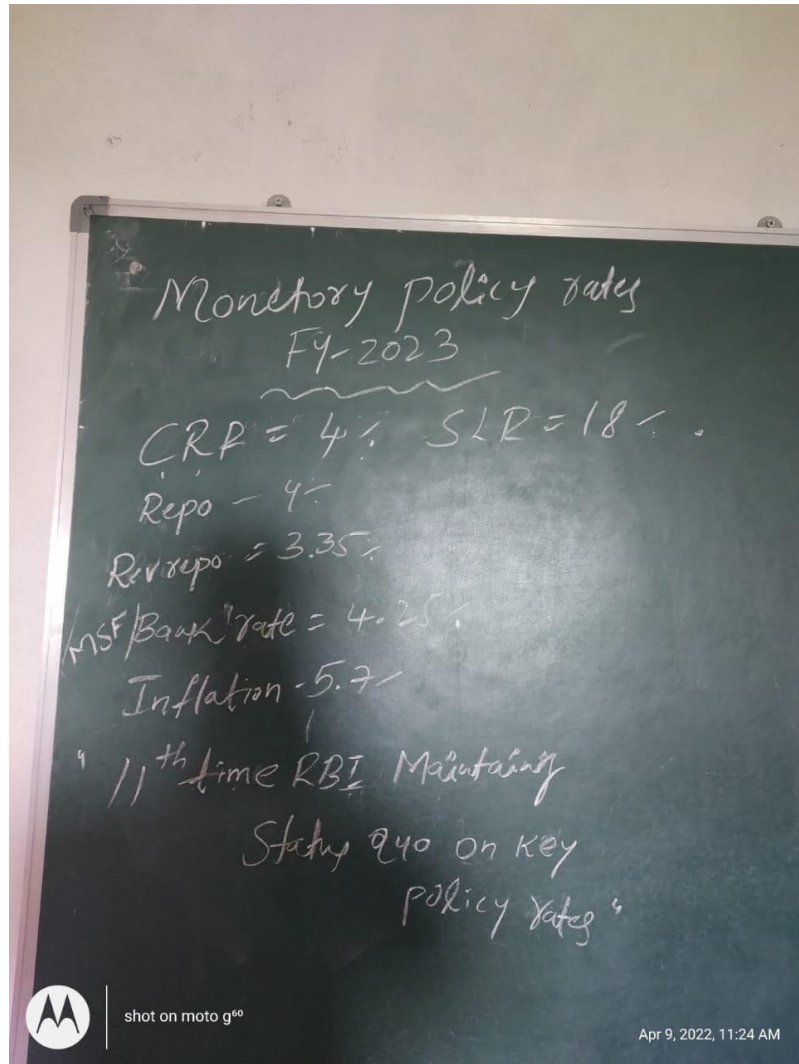 Monetory policy rates
FY-2023
CRR = 4% SLR = 18%.
Repo - 4%
Rev repo = 3.35%
MSF/Bank rate = 4.25%
Inflation - 5.7%
"11th time RBI Maintaing
Status quo on key
policy rates"
shot on moto g60
Apr 9, 2022, 11:24 AM